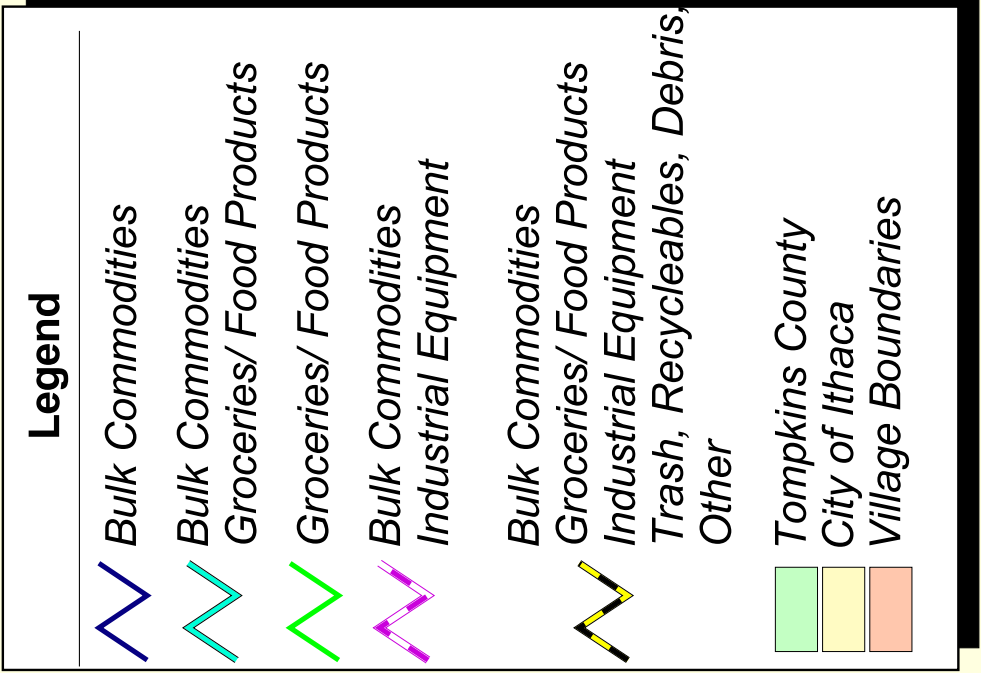 Legend
Bulk Commodities
Bulk Commodities
Groceries/ Food Products
Groceries/ Food Products
Bulk Commodities
Industrial Equipment
Bulk Commodities
Groceries/ Food Products
Industrial Equipment
Trash, Recycleables, Debris,
Other
Tompkins County
City of Ithaca
Village Boundaries